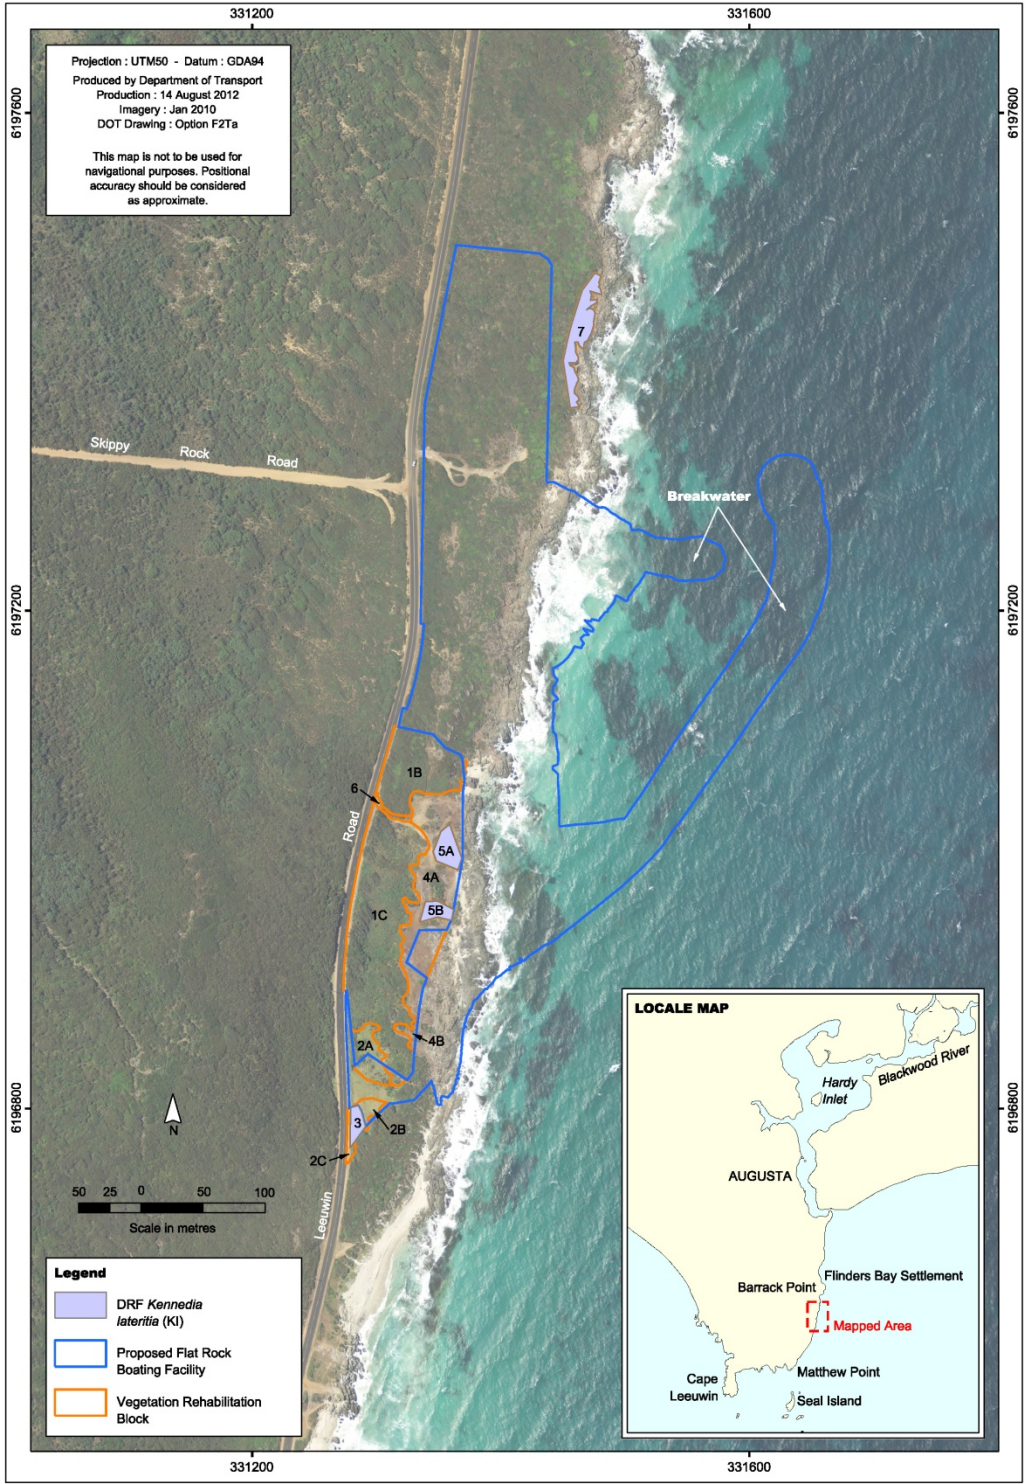 331200
331600
Projection : UTM50 - Datum : GDA94
Produced by Department of Transport
Production : 14 August 2012
Imagery : Jan 2010
DOT Drawing : Option F2Ta
This map is not to be used for
navigational purposes. Positional
accuracy should be considered
as approximate.
6197600
6197600
7
Skippy Rock Road
Breakwater
6197200
6197200
1B
6
Road
5A
4A
5B
1C
4B
2A
6196800
6196800
3
2B
2C
N
Leeuwin
50 25 0 50 100
Scale in metres
Legend
DRF Kennedia
lateritia (Kl)
Proposed Flat Rock
Boating Facility
Vegetation Rehabilitation
Block
LOCALE MAP
Blackwood River
Hardy
Inlet
AUGUSTA
Flinders Bay Settlement
Barrack Point
Mapped Area
Matthew Point
Cape
Leeuwin
Seal Island
331200
331600